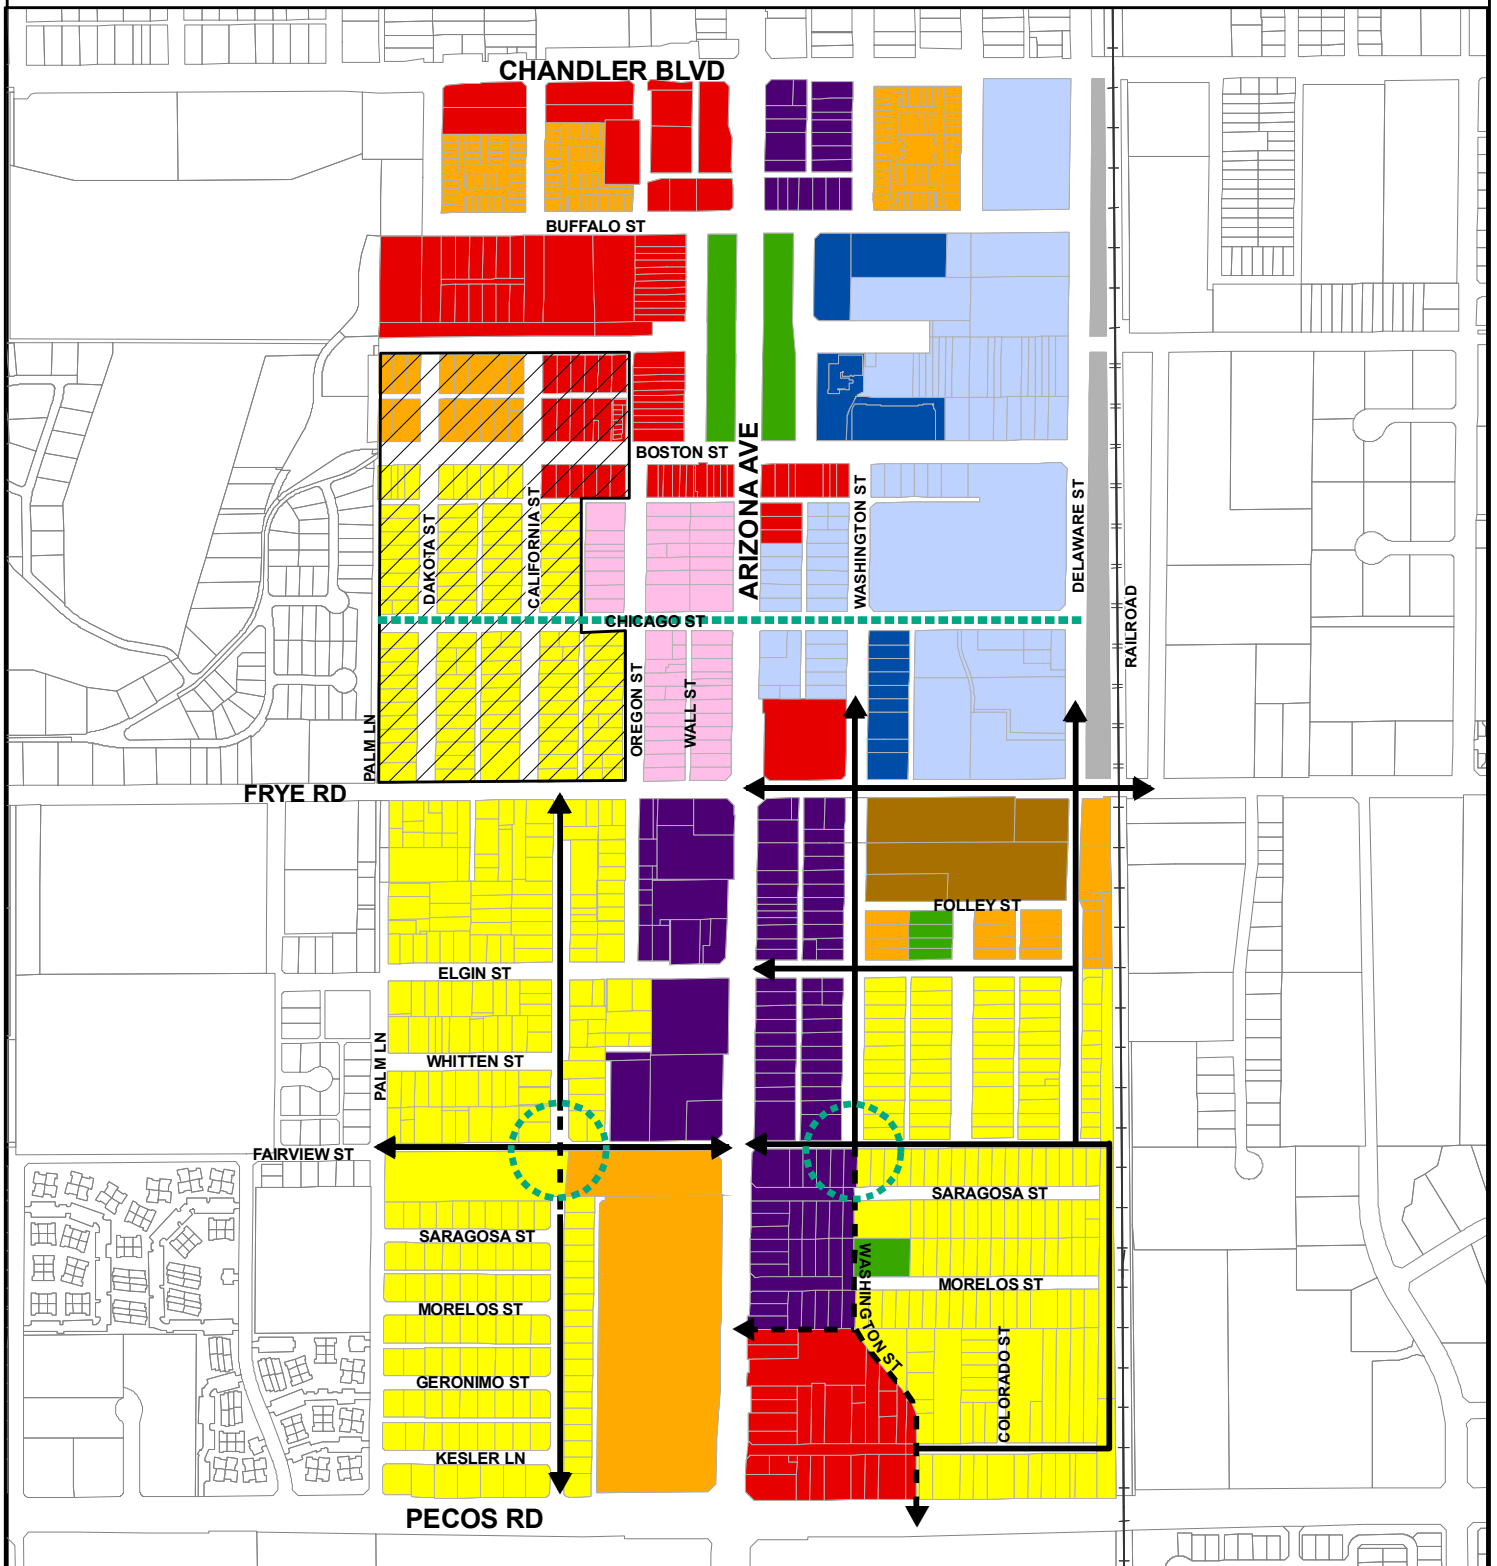 CHANDLER BLVD
BUFFALO ST
BOSTON ST
ARIZONA AVE
DAKOTA ST
CALIFORNIA ST
WASHINGTON ST
DELAWARE ST
RAILROAD
CHICAGO ST
OREGON ST
WALL ST
PALM LN
FRYE RD
FOLLEY ST
ELGIN ST
PALM LN
WHITTEN ST
FAIRVIEW ST
SARAGOSA ST
SARAGOSA ST
WASHINGTON ST
MORELOS ST
MORELOS ST
COLORADO ST
GERONIMO ST
KESLER LN
PECOS RD